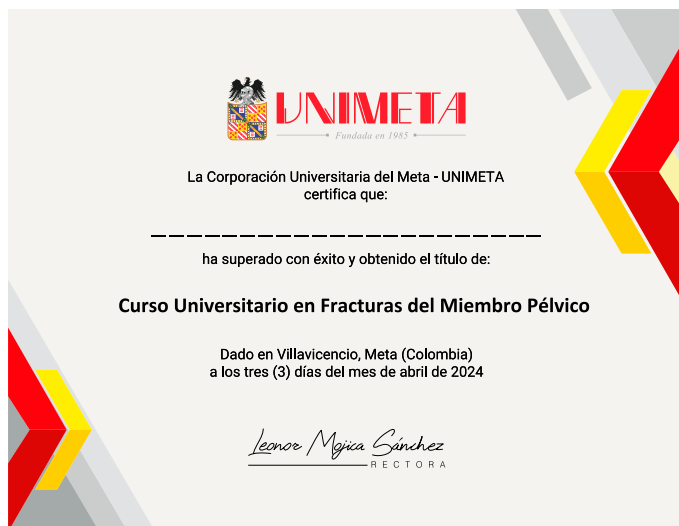 UNIMETA
Fundada en 1985
La Corporación Universitaria del Meta - UNIMETA
certifica que:
ha superado con éxito y obtenido el título de:
Curso Universitario en Fracturas del Miembro Pélvico
Dado en Villavicencio, Meta (Colombia)
a los tres (3) días del mes de abril de 2024
Leonor Mojica Sánchez
RECTORA